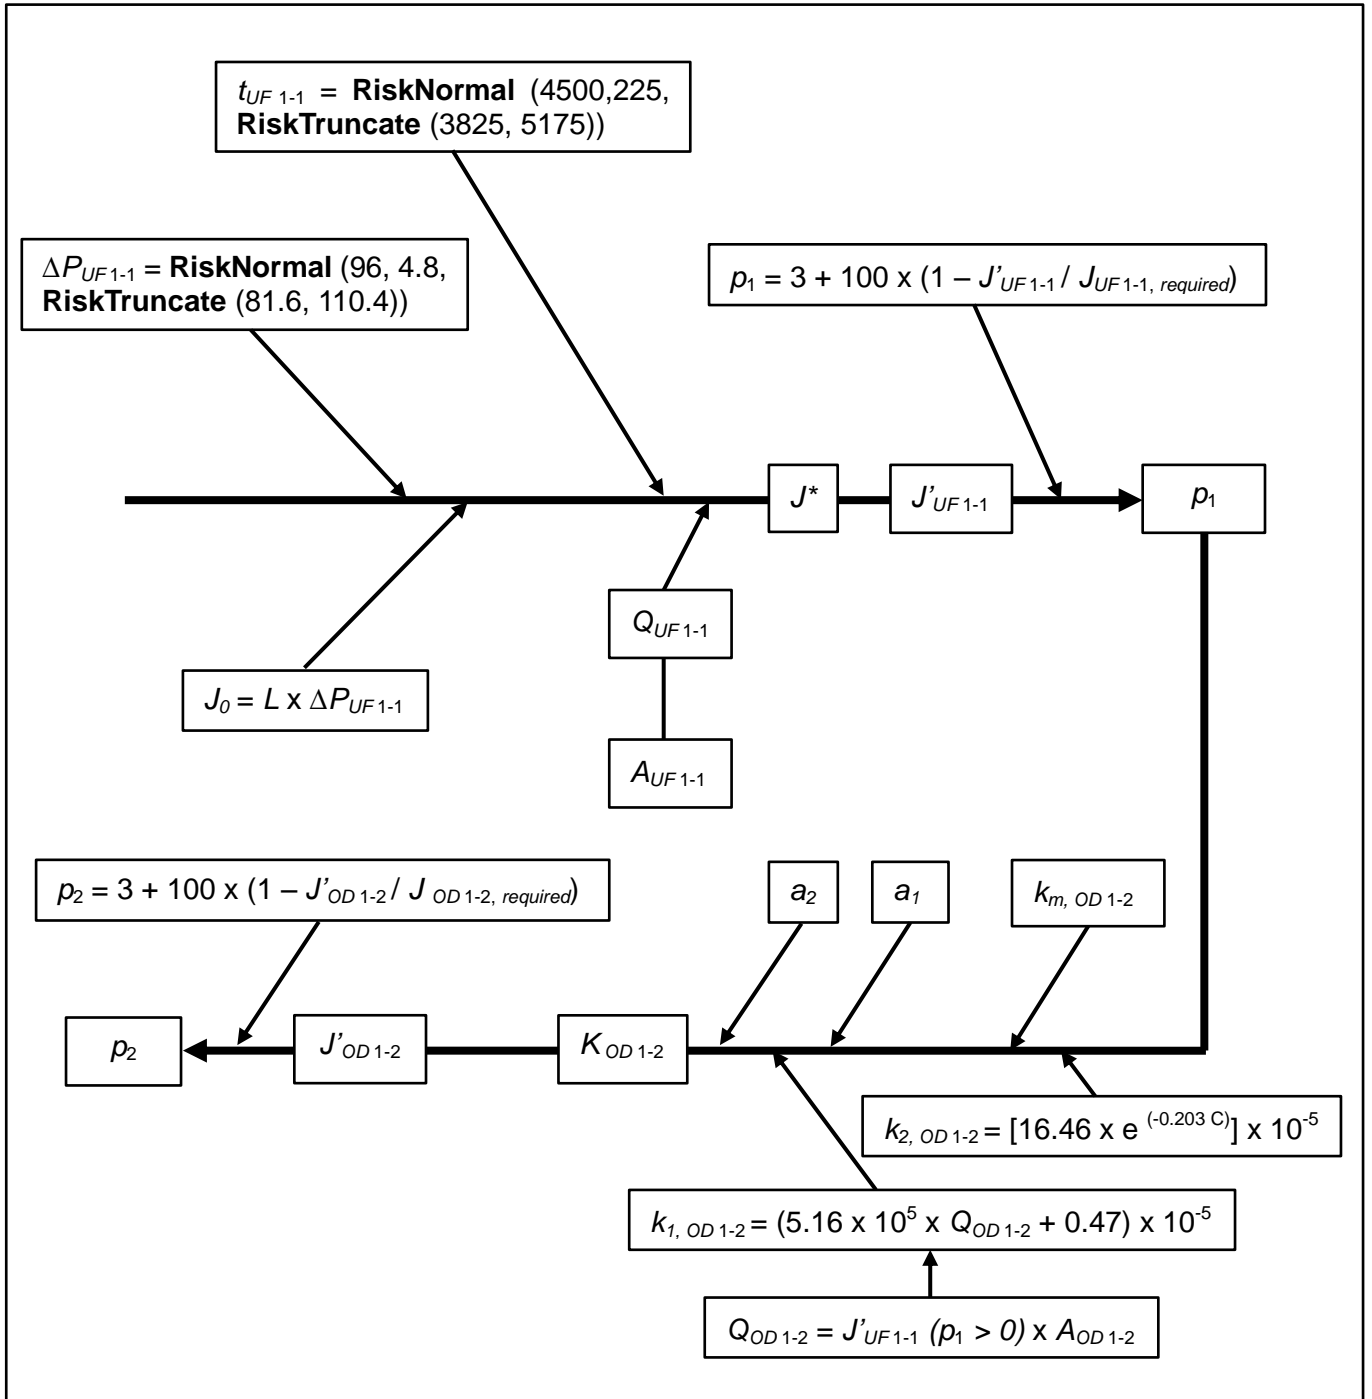 t_UF 1-1 = RiskNormal (4500,225,
RiskTruncate (3825, 5175))
ΔP_UF 1-1 = RiskNormal (96, 4.8,
RiskTruncate (81.6, 110.4))
p₁ = 3 + 100 x (1 – J’_UF 1-1 / J_UF 1-1, required)
J*
J’_UF 1-1
p₁
Q_UF 1-1
J₀ = L x ΔP_UF 1-1
A_UF 1-1
p₂ = 3 + 100 x (1 – J’_OD 1-2 / J_OD 1-2, required)
a₂
a₁
k_m, OD 1-2
p₂
J’_OD 1-2
K_OD 1-2
k_2, OD 1-2 = [16.46 x e^(-0.203 C)] x 10^-5
k_1, OD 1-2 = (5.16 x 10^5 x Q_OD 1-2 + 0.47) x 10^-5
Q_OD 1-2 = J’_UF 1-1 (p₁ > 0) x A_OD 1-2